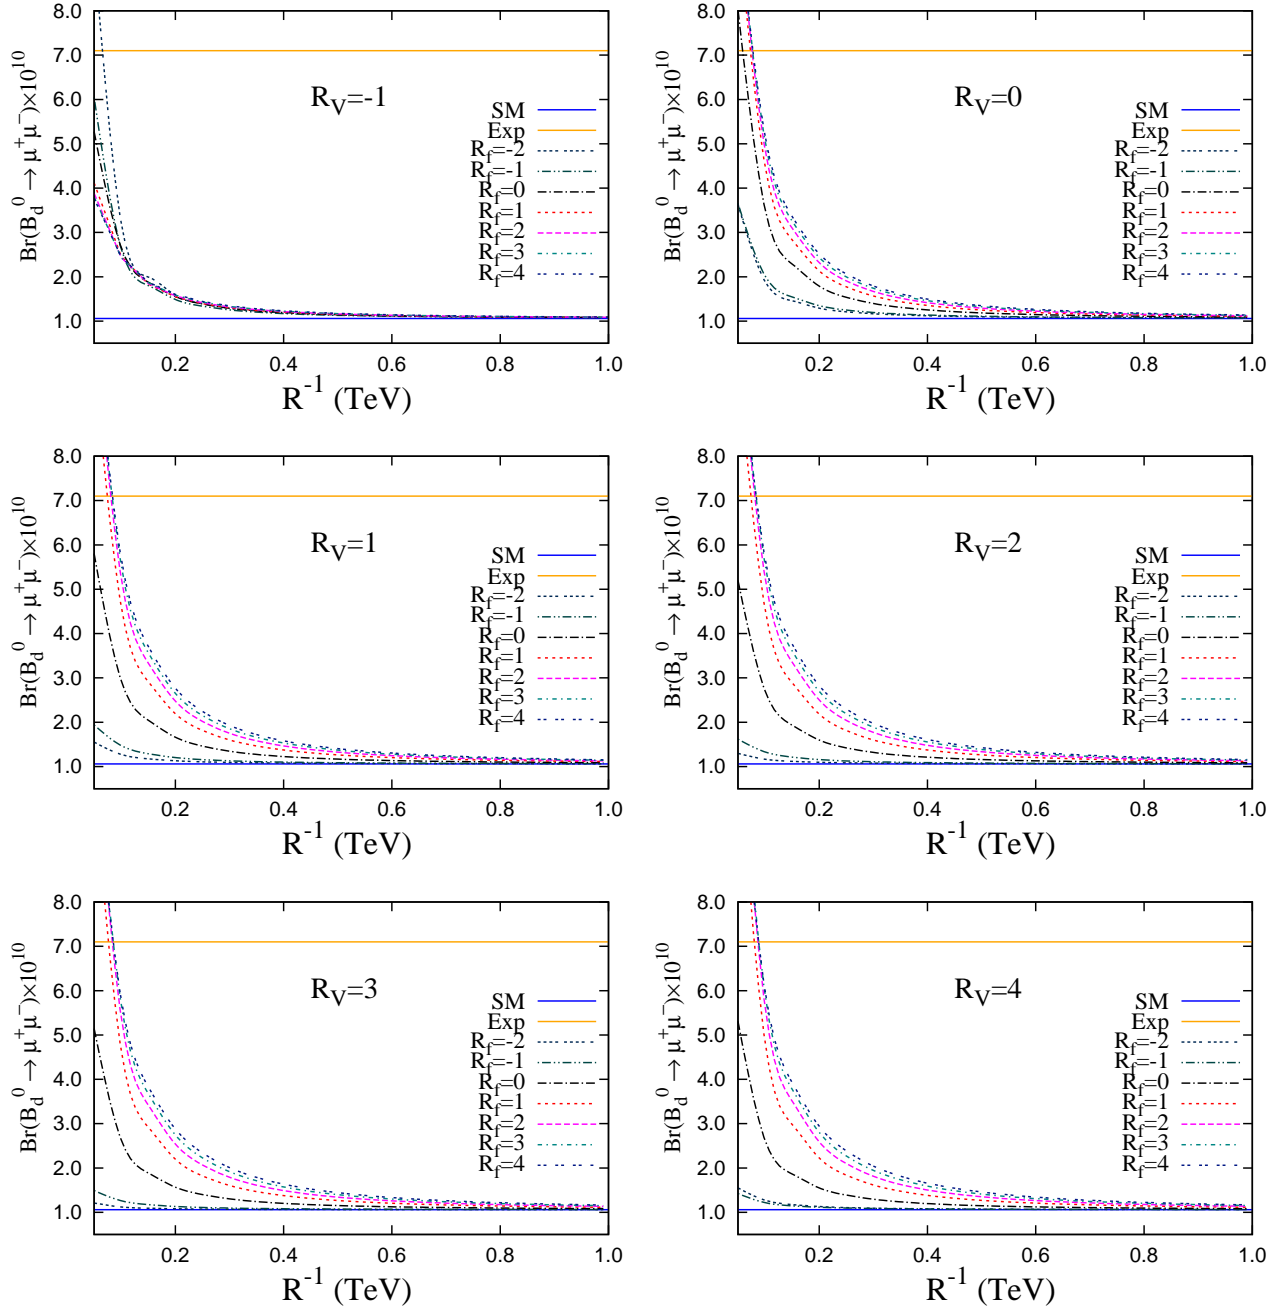 8.0
7.0
6.0
5.0
4.0
3.0
2.0
1.0
Br(B_d^0 → μ^+μ^-)×10^10
R_V=-1
SM
Exp
R_f=-2
R_f=-1
R_f=0
R_f=1
R_f=2
R_f=3
R_f=4
0.2 0.4 0.6 0.8 1.0
R^-1 (TeV)
8.0
7.0
6.0
5.0
4.0
3.0
2.0
1.0
Br(B_d^0 → μ^+μ^-)×10^10
R_V=0
SM
Exp
R_f=-2
R_f=-1
R_f=0
R_f=1
R_f=2
R_f=3
R_f=4
0.2 0.4 0.6 0.8 1.0
R^-1 (TeV)
8.0
7.0
6.0
5.0
4.0
3.0
2.0
1.0
Br(B_d^0 → μ^+μ^-)×10^10
R_V=1
SM
Exp
R_f=-2
R_f=-1
R_f=0
R_f=1
R_f=2
R_f=3
R_f=4
0.2 0.4 0.6 0.8 1.0
R^-1 (TeV)
8.0
7.0
6.0
5.0
4.0
3.0
2.0
1.0
Br(B_d^0 → μ^+μ^-)×10^10
R_V=2
SM
Exp
R_f=-2
R_f=-1
R_f=0
R_f=1
R_f=2
R_f=3
R_f=4
0.2 0.4 0.6 0.8 1.0
R^-1 (TeV)
8.0
7.0
6.0
5.0
4.0
3.0
2.0
1.0
Br(B_d^0 → μ^+μ^-)×10^10
R_V=3
SM
Exp
R_f=-2
R_f=-1
R_f=0
R_f=1
R_f=2
R_f=3
R_f=4
0.2 0.4 0.6 0.8 1.0
R^-1 (TeV)
8.0
7.0
6.0
5.0
4.0
3.0
2.0
1.0
Br(B_d^0 → μ^+μ^-)×10^10
R_V=4
SM
Exp
R_f=-2
R_f=-1
R_f=0
R_f=1
R_f=2
R_f=3
R_f=4
0.2 0.4 0.6 0.8 1.0
R^-1 (TeV)